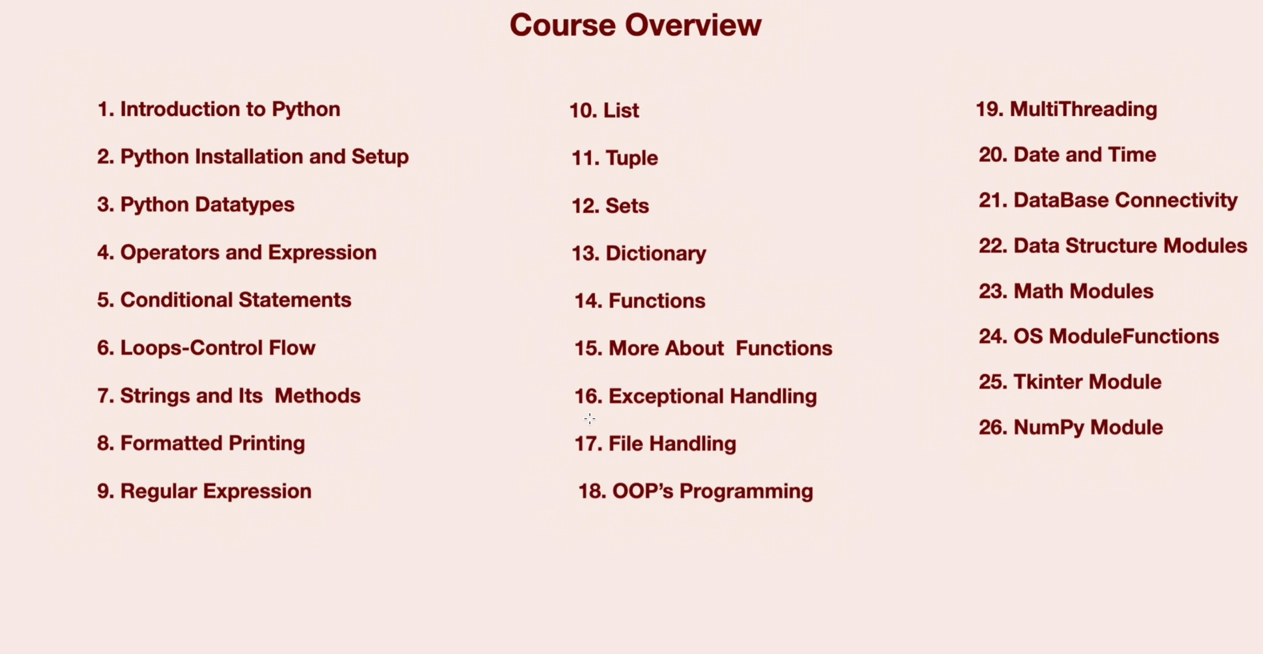 Course Overview
1. Introduction to Python
2. Python Installation and Setup
3. Python Datatypes
4. Operators and Expression
5. Conditional Statements
6. Loops-Control Flow
7. Strings and Its  Methods
8. Formatted Printing
9. Regular Expression
10. List
11. Tuple
12. Sets
13. Dictionary
14. Functions
15. More About  Functions
16. Exceptional Handling
17. File Handling
18. OOP’s Programming
19. MultiThreading
20. Date and Time
21. DataBase Connectivity
22. Data Structure Modules
23. Math Modules
24. OS ModuleFunctions
25. Tkinter Module
26. NumPy Module